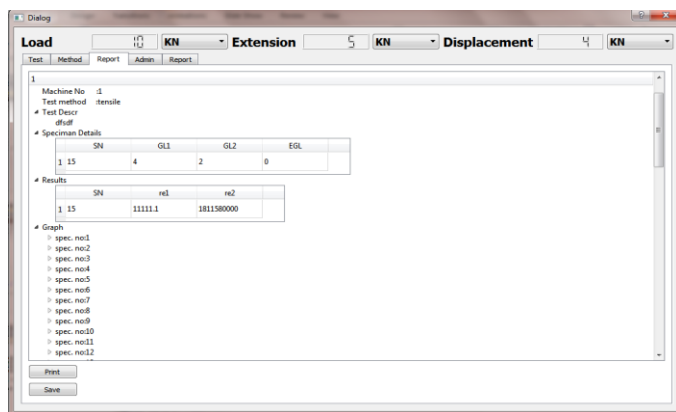 Dialog
Load 10 KN Extension 5 KN Displacement 4 KN
Test Method Report Admin Report
1
Machine No :1
Test method :tensile
Test Descr
dfsdf
Speciman Details
SN GL1 GL2 EGL
1 15 4 2 0
Results
SN re1 re2
1 15 11111.1 1811580000
Graph
spec. no:1
spec. no:2
spec. no:3
spec. no:4
spec. no:5
spec. no:6
spec. no:7
spec. no:8
spec. no:9
spec. no:10
spec. no:11
spec. no:12
Print
Save